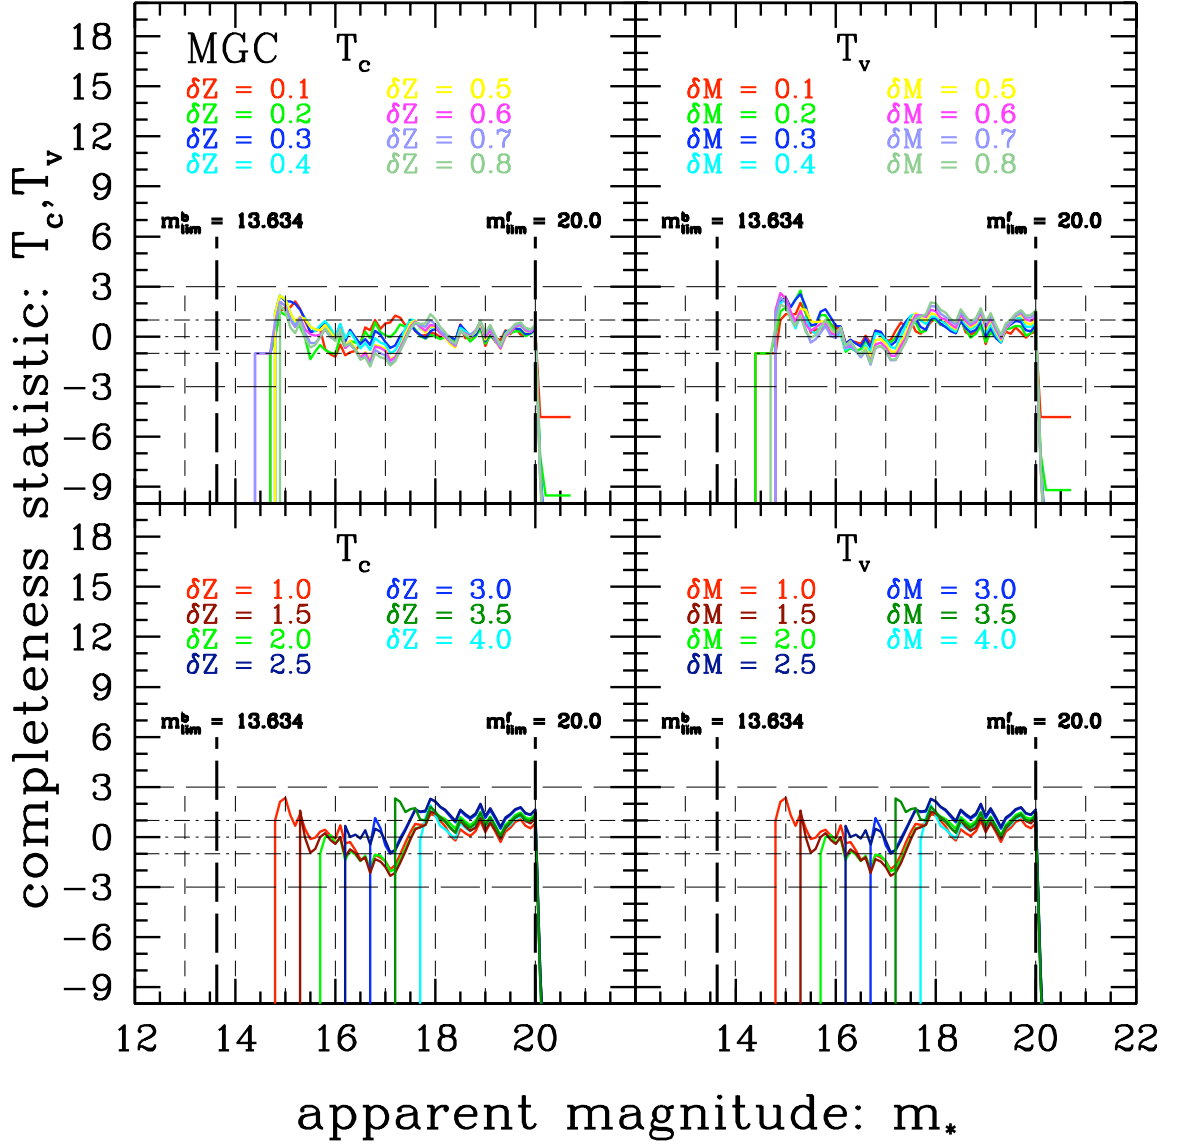 completeness statistic: T_c, T_v
MGC T_c
δZ = 0.1 δZ = 0.5
δZ = 0.2 δZ = 0.6
δZ = 0.3 δZ = 0.7
δZ = 0.4 δZ = 0.8
m^b_lim = 13.634 m^f_lim = 20.0
T_v
δM = 0.1 δM = 0.5
δM = 0.2 δM = 0.6
δM = 0.3 δM = 0.7
δM = 0.4 δM = 0.8
m^b_lim = 13.634 m^f_lim = 20.0
18
15
12
9
6
3
0
−3
−6
−9
T_c
δZ = 1.0 δZ = 3.0
δZ = 1.5 δZ = 3.5
δZ = 2.0 δZ = 4.0
δZ = 2.5
m^b_lim = 13.634 m^f_lim = 20.0
T_v
δM = 1.0 δM = 3.0
δM = 1.5 δM = 3.5
δM = 2.0 δM = 4.0
δM = 2.5
m^b_lim = 13.634 m^f_lim = 20.0
18
15
12
9
6
3
0
−3
−6
−9
12 14 16 18 20 14 16 18 20 22
apparent magnitude: m_*